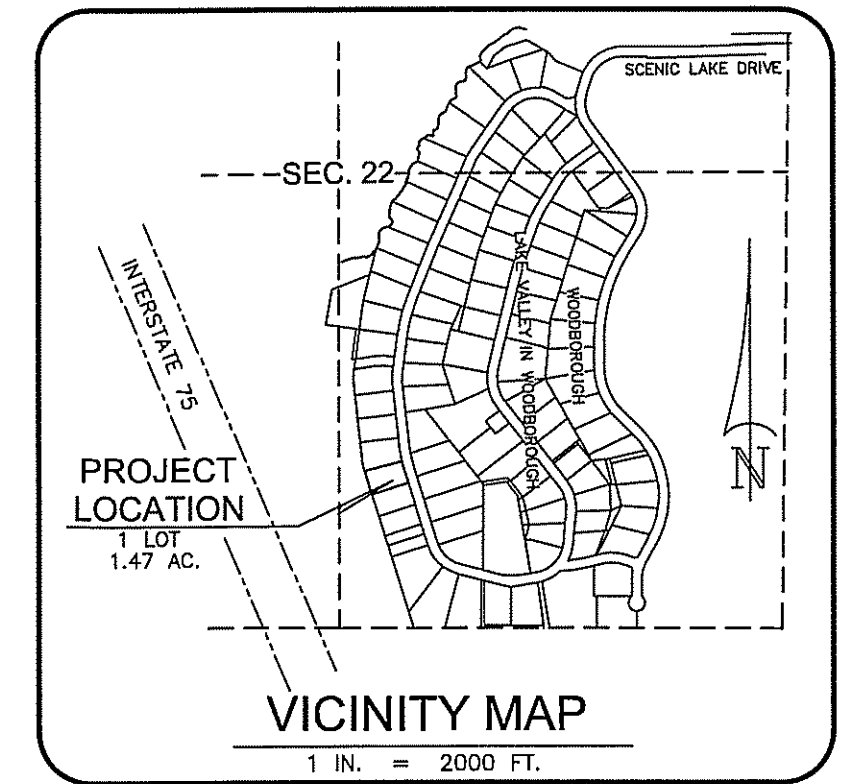 SCENIC LAKE DRIVE
SEC. 22
INTERSTATE 75
LAKE VALLEY IN WOODBOROUGH
WOODBOROUGH
N
PROJECT
LOCATION
1 LOT
1.47 AC.
VICINITY MAP
1 IN. = 2000 FT.